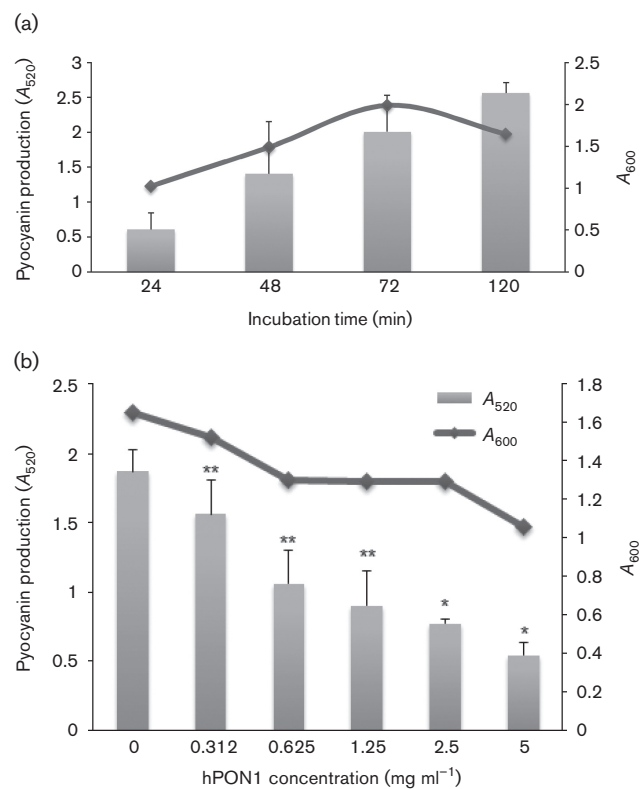 (a)
Pyocyanin production (A520)
3
2.5
2
1.5
1
0.5
0
2.5
2
1.5
1
0.5
0
A600
24 48 72 120
Incubation time (min)
(b)
Pyocyanin production (A520)
2.5
2
1.5
1
0.5
0
A520
A600
**
**
**
*
*
1.8
1.6
1.4
1.2
1
0.8
0.6
0.4
0.2
0
A600
0 0.312 0.625 1.25 2.5 5
hPON1 concentration (mg ml−1)